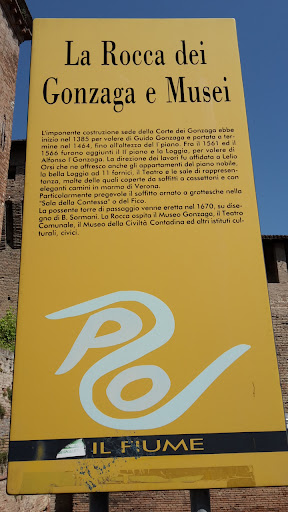 La Rocca dei
Gonzaga e Musei
L'imponente costruzione sede della Corte dei Gonzaga ebbe
inizio nel 1385 per volere di Guido Gonzaga e portata a ter-
mine nel 1464, fino all'altezza del I piano. Fra il 1561 ed il
1566 furono aggiunti il II piano e la Loggia, per volere di
Alfonso I Gonzaga. La direzione dei lavori fu affidata a Lelio
Orsi che ne affresco anche gli appartamenti del piano nobile,
la bella Loggia ad 11 fornici, il Teatro e le sale di rappresen-
tanza, molte delle quali coperte da soffitti a cassettoni e con
eleganti camini in marmo di Verona.
Particolarmente pregevole il soffitto ornato a grottesche nella
"Sala della Contessa" o del Fico.
La possente torre di passaggio venne eretta nel 1670, su dise-
gno di B. Sormani. La Rocca ospita il Museo Gonzaga, il Teatro
Comunale, il Museo della Civiltà Contadina ed altri istituti cul-
turali, civici.
PO
IL FIUME